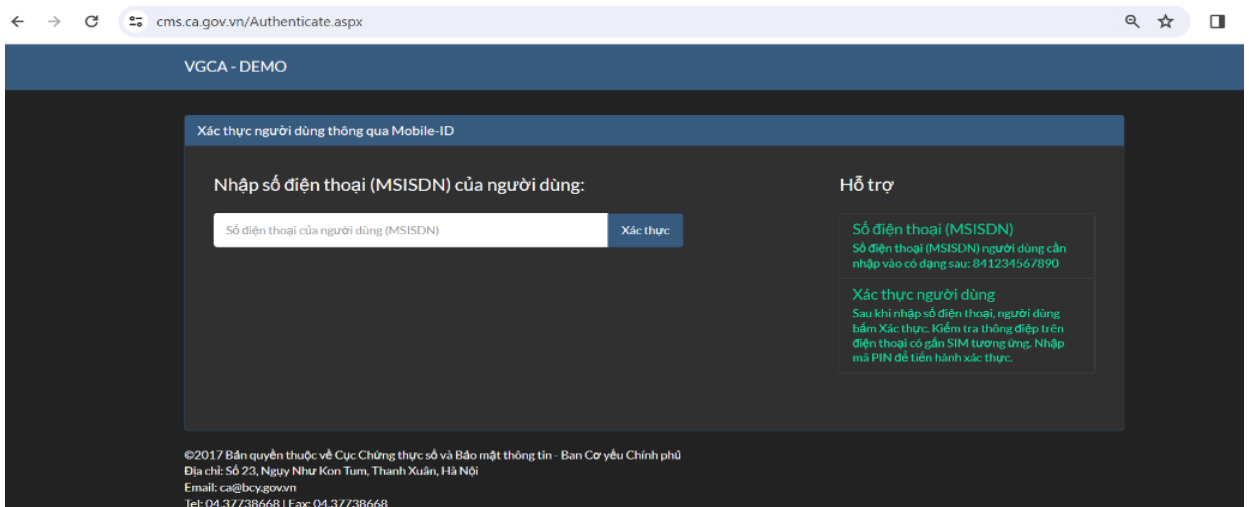 cms.ca.gov.vn/Authenticate.aspx
VGCA - DEMO
Xác thực người dùng thông qua Mobile-ID
Nhập số điện thoại (MSISDN) của người dùng:
Số điện thoại của người dùng (MSISDN)
Xác thực
Hỗ trợ
Số điện thoại (MSISDN)
Số điện thoại (MSISDN) người dùng cần
nhập vào có dạng sau: 841234567890
Xác thực người dùng
Sau khi nhập số điện thoại, người dùng
bấm Xác thực. Kiểm tra thông điệp trên
điện thoại có gắn SIM tương ứng. Nhập
mã PIN để tiến hành xác thực.
©2017 Bản quyền thuộc về Cục Chứng thực số và Bảo mật thông tin - Ban Cơ yếu Chính phủ
Địa chỉ: Số 23, Ngụy Như Kon Tum, Thanh Xuân, Hà Nội
Email: ca@bcy.gov.vn
Tel: 04.37738668 | Fax: 04.37738668